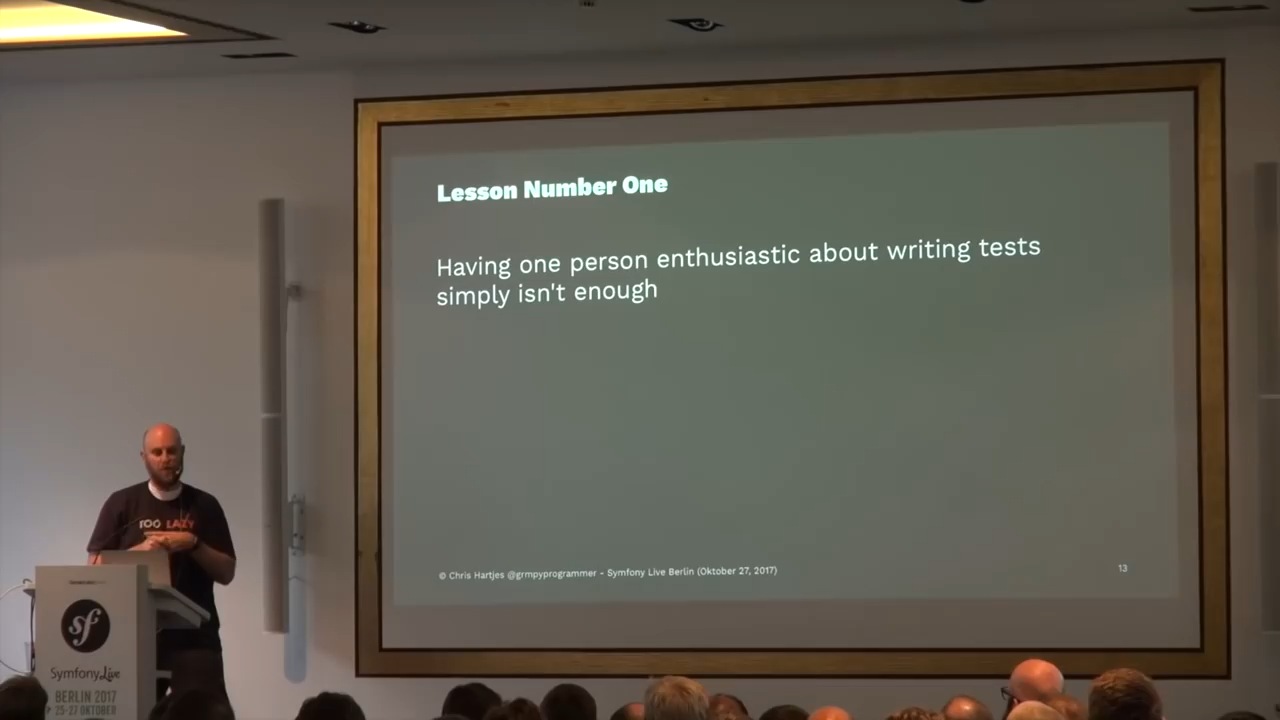 Lesson Number One
Having one person enthusiastic about writing tests
simply isn't enough
© Chris Hartjes @grmpyprogrammer - Symfony Live Berlin (Oktober 27, 2017)
13
TOO LAZY
sf
SymfonyLive
BERLIN 2017
25-27 OKTOBER